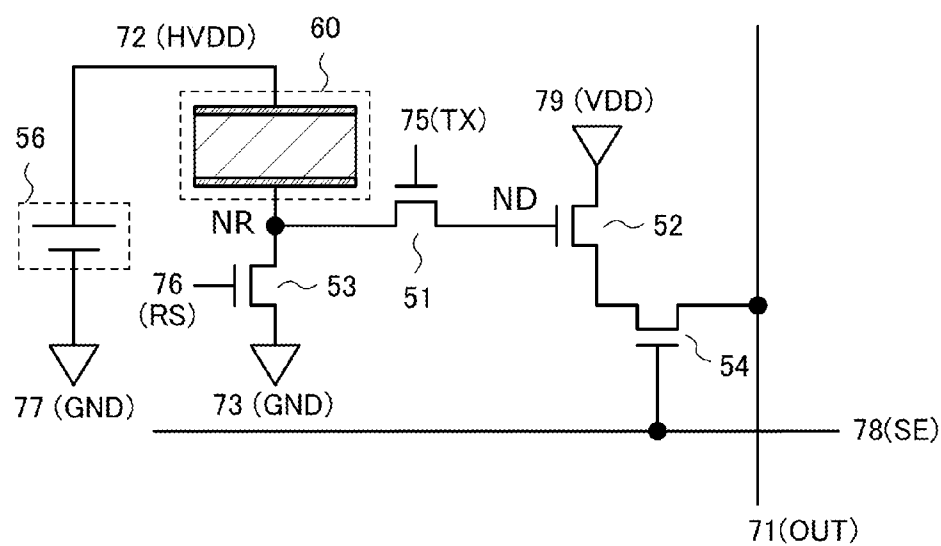 72 (HVDD)
60
79 (VDD)
75(TX)
56
NR
ND
52
76
(RS)
53
51
54
77 (GND)
73 (GND)
78(SE)
71(OUT)